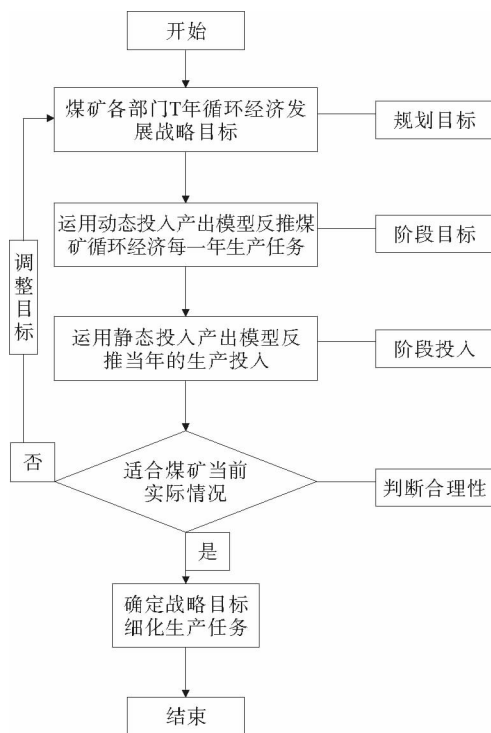 开始
煤矿各部门T年循环经济发
展战略目标
规划目标
运用动态投入产出模型反推煤
矿循环经济每一年生产任务
阶段目标
调整目标
运用静态投入产出模型反
推当年的生产投入
阶段投入
否
适合煤矿当前
实际情况
判断合理性
是
确定战略目标
细化生产任务
结束